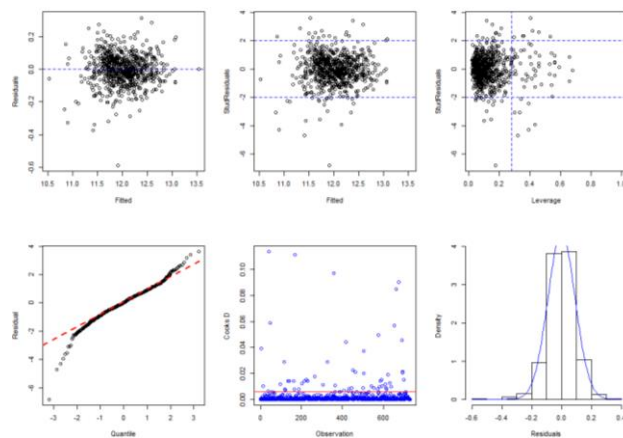 Residuals
0.2
0.0
-0.2
-0.4
-0.6
10.5 11.0 11.5 12.0 12.5 13.0 13.5
Fitted
StudResiduals
4
2
0
-2
-4
-6
10.5 11.0 11.5 12.0 12.5 13.0 13.5
Fitted
StudResiduals
4
2
0
-2
-4
-6
0.0 0.2 0.4 0.6 0.8 1.0
Leverage
Residual
4
2
0
-2
-4
-6
-3 -2 -1 0 1 2 3
Quantile
Cooks D
0.10
0.08
0.06
0.04
0.02
0.00
0 200 400 600
Observation
Density
4
3
2
1
0
-0.6 -0.4 -0.2 0.0 0.2 0.4 0.6
Residuals